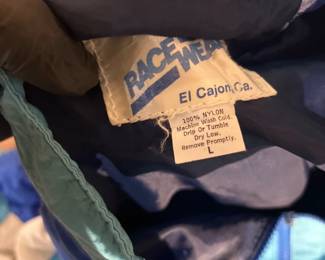 RACE
WEAR
El Cajon, Ca.
100% NYLON
Machine Wash Cold.
Drip Or Tumble
Dry Low.
Remove Promptly.
L